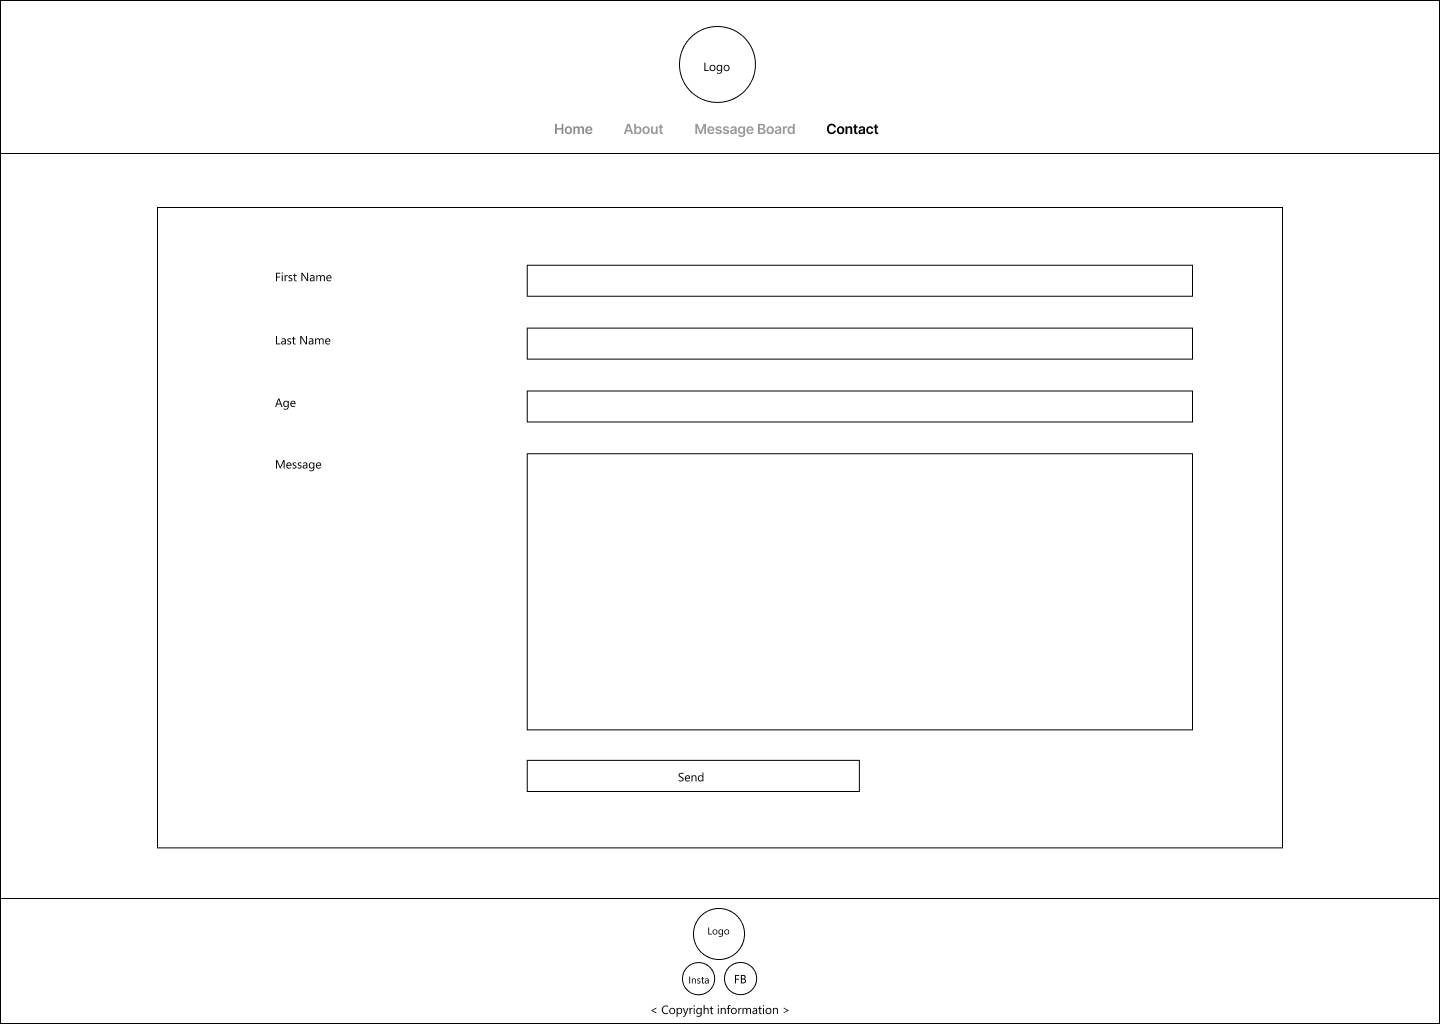 Logo
Home About Message Board Contact
First Name
Last Name
Age
Message
Send
Logo
Insta FB
< Copyright information >